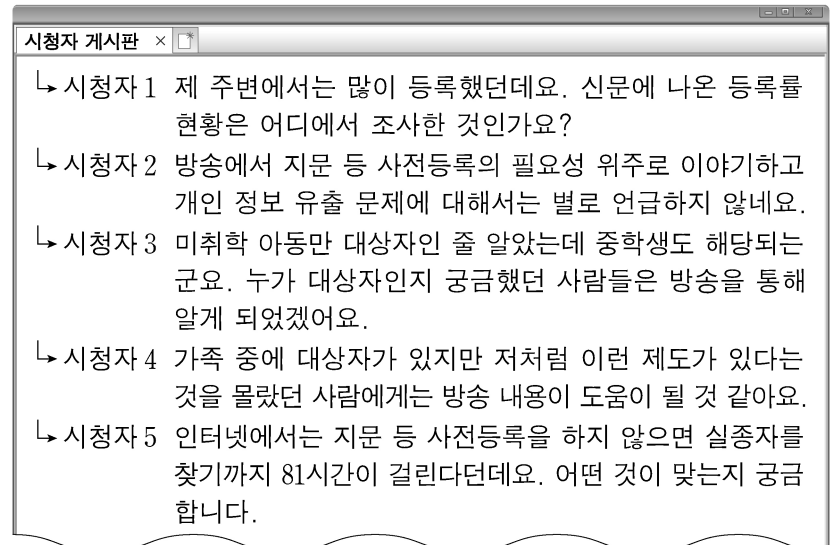 시청자 게시판 ×
시청자 1 제 주변에서는 많이 등록했던데요. 신문에 나온 등록률
현황은 어디에서 조사한 것인가요?
시청자 2 방송에서 지문 등 사전등록의 필요성 위주로 이야기하고
개인 정보 유출 문제에 대해서는 별로 언급하지 않네요.
시청자 3 미취학 아동만 대상자인 줄 알았는데 중학생도 해당되는
군요. 누가 대상자인지 궁금했던 사람들은 방송을 통해
알게 되었겠어요.
시청자 4 가족 중에 대상자가 있지만 저처럼 이런 제도가 있다는
것을 몰랐던 사람에게는 방송 내용이 도움이 될 것 같아요.
시청자 5 인터넷에서는 지문 등 사전등록을 하지 않으면 실종자를
찾기까지 81시간이 걸린다던데요. 어떤 것이 맞는지 궁금
합니다.